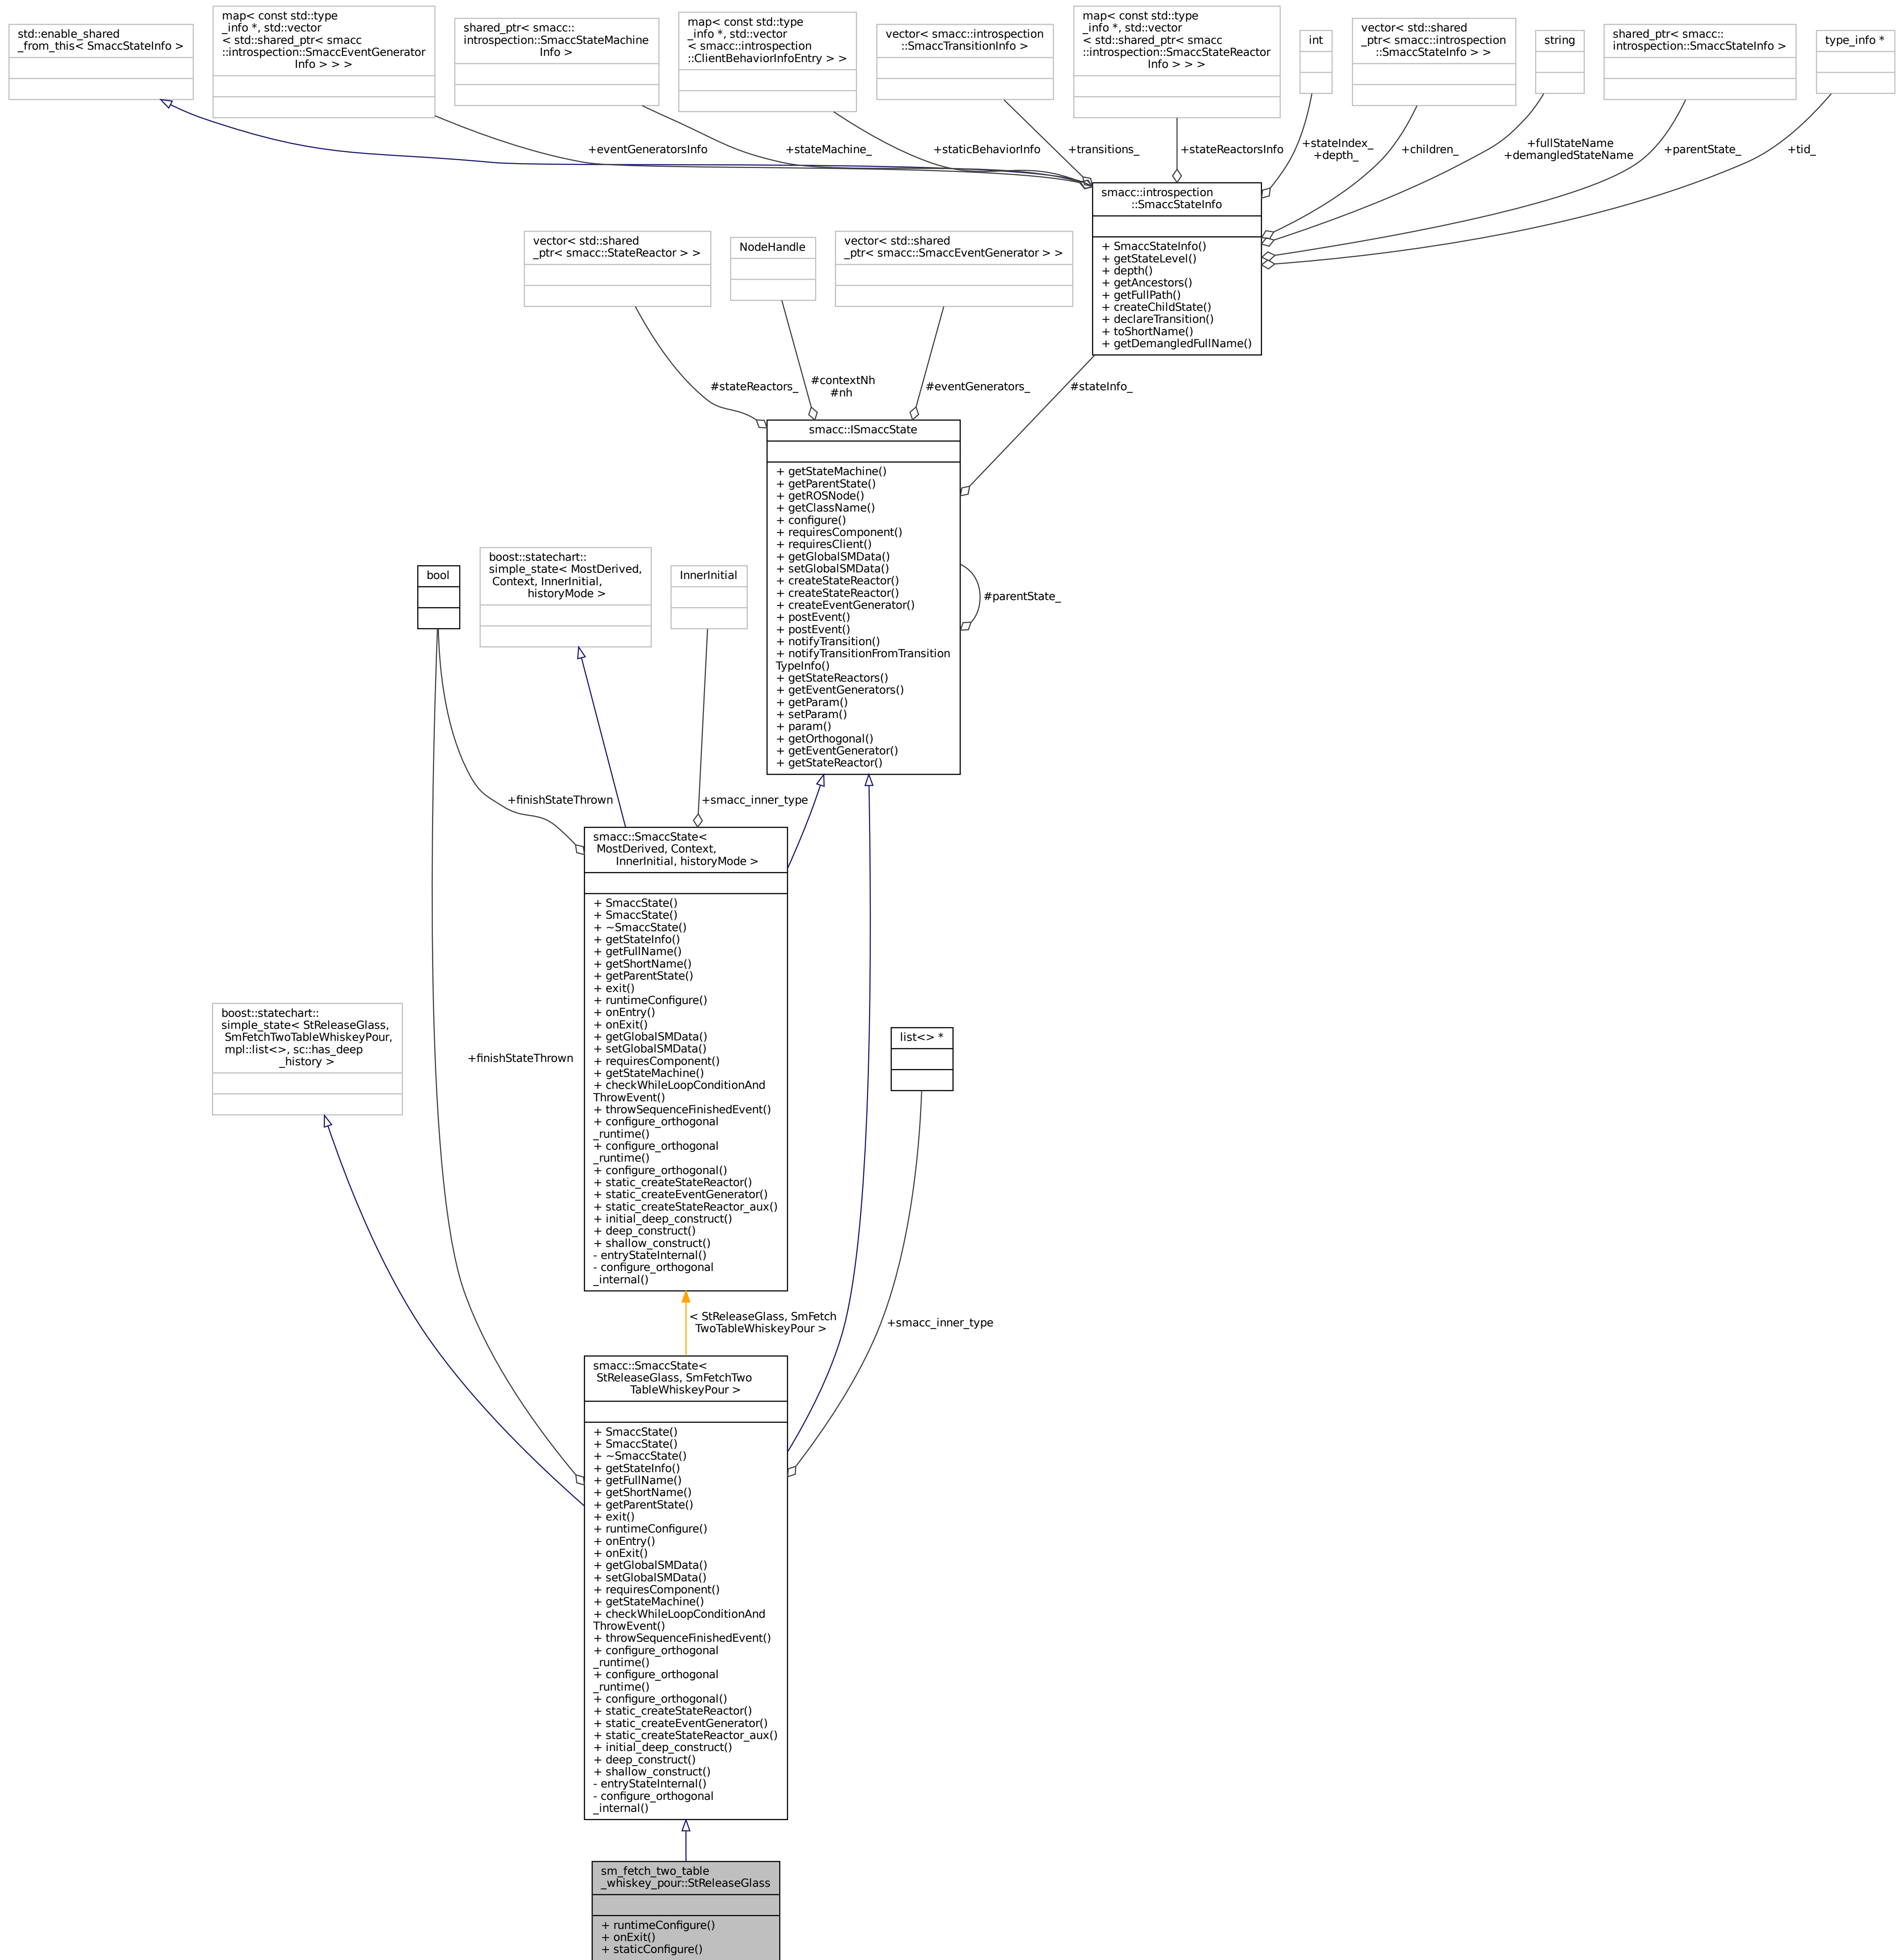 std::enable_shared
_from_this< SmaccStateInfo >
map< const std::type
_info *, std::vector
< std::shared_ptr< smacc
::introspection::SmaccEventGenerator
Info > > >
shared_ptr< smacc::
introspection::SmaccStateMachine
Info >
map< const std::type
_info *, std::vector
< smacc::introspection
::ClientBehaviorInfoEntry > >
vector< smacc::introspection
::SmaccTransitionInfo >
map< const std::type
_info *, std::vector
< std::shared_ptr< smacc
::introspection::SmaccStateReactor
Info > > >
int
vector< std::shared
_ptr< smacc::introspection
::SmaccStateInfo > >
string
shared_ptr< smacc::
introspection::SmaccStateInfo >
type_info *
+eventGeneratorsInfo
+stateMachine_
+staticBehaviorInfo
+transitions_
+stateReactorsInfo
+stateIndex_
+depth_
+children_
+fullStateName
+demangledStateName
+parentState_
+tid_
smacc::introspection
::SmaccStateInfo
+ SmaccStateInfo()
+ getStateLevel()
+ depth()
+ getAncestors()
+ getFullPath()
+ createChildState()
+ declareTransition()
+ toShortName()
+ getDemangledFullName()
vector< std::shared
_ptr< smacc::StateReactor > >
NodeHandle
vector< std::shared
_ptr< smacc::SmaccEventGenerator > >
#stateReactors_
#contextNh
#nh
#eventGenerators_
#stateInfo_
smacc::ISmaccState
+ getStateMachine()
+ getParentState()
+ getROSNode()
+ getClassName()
+ configure()
+ requiresComponent()
+ requiresClient()
+ getGlobalSMData()
+ setGlobalSMData()
+ createStateReactor()
+ createStateReactor()
+ createEventGenerator()
+ postEvent()
+ postEvent()
+ notifyTransition()
+ notifyTransitionFromTransition
TypeInfo()
+ getStateReactors()
+ getEventGenerators()
+ getParam()
+ setParam()
+ param()
+ getOrthogonal()
+ getEventGenerator()
+ getStateReactor()
#parentState_
bool
boost::statechart::
simple_state< MostDerived,
Context, InnerInitial,
historyMode >
InnerInitial
+finishStateThrown
+smacc_inner_type
smacc::SmaccState<
MostDerived, Context,
InnerInitial, historyMode >
+ SmaccState()
+ SmaccState()
+ ~SmaccState()
+ getStateInfo()
+ getFullName()
+ getShortName()
+ getParentState()
+ exit()
+ runtimeConfigure()
+ onEntry()
+ onExit()
+ getGlobalSMData()
+ setGlobalSMData()
+ requiresComponent()
+ getStateMachine()
+ checkWhileLoopConditionAnd
ThrowEvent()
+ throwSequenceFinishedEvent()
+ configure_orthogonal
_runtime()
+ configure_orthogonal
_runtime()
+ configure_orthogonal()
+ static_createStateReactor()
+ static_createEventGenerator()
+ static_createStateReactor_aux()
+ initial_deep_construct()
+ deep_construct()
+ shallow_construct()
- entryStateInternal()
- configure_orthogonal
_internal()
boost::statechart::
simple_state< StReleaseGlass,
SmFetchTwoTableWhiskeyPour,
mpl::list<>, sc::has_deep
_history >
+finishStateThrown
list<> *
< StReleaseGlass, SmFetch
TwoTableWhiskeyPour >
+smacc_inner_type
smacc::SmaccState<
StReleaseGlass, SmFetchTwo
TableWhiskeyPour >
+ SmaccState()
+ SmaccState()
+ ~SmaccState()
+ getStateInfo()
+ getFullName()
+ getShortName()
+ getParentState()
+ exit()
+ runtimeConfigure()
+ onEntry()
+ onExit()
+ getGlobalSMData()
+ setGlobalSMData()
+ requiresComponent()
+ getStateMachine()
+ checkWhileLoopConditionAnd
ThrowEvent()
+ throwSequenceFinishedEvent()
+ configure_orthogonal
_runtime()
+ configure_orthogonal
_runtime()
+ configure_orthogonal()
+ static_createStateReactor()
+ static_createEventGenerator()
+ static_createStateReactor_aux()
+ initial_deep_construct()
+ deep_construct()
+ shallow_construct()
- entryStateInternal()
- configure_orthogonal
_internal()
sm_fetch_two_table
_whiskey_pour::StReleaseGlass
+ runtimeConfigure()
+ onExit()
+ staticConfigure()